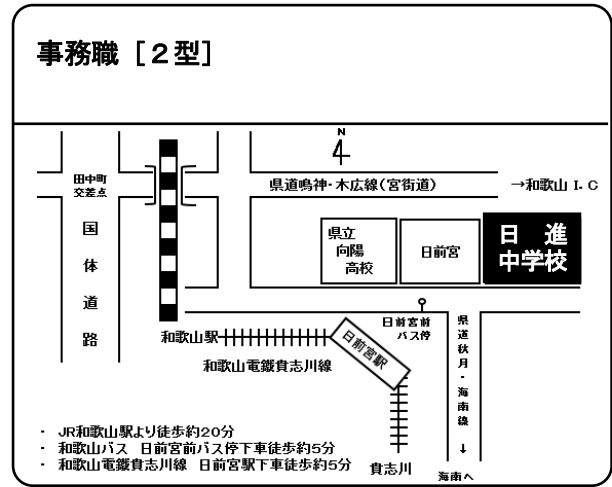 事務職［２型］
N
4
田中町
交差点
県道鳴神・木広線(宮街道)
→和歌山 I.C
国体道路
県立
向陽
高校
日前宮
日進
中学校
日前宮前
バス停
県道秋月・海南線
↓
海南へ
和歌山駅
日前宮駅
和歌山電鐵貴志川線
貴志川
・ JR和歌山駅より徒歩約20分
・ 和歌山バス 日前宮前バス停下車徒歩約5分
・ 和歌山電鐵貴志川線 日前宮駅下車徒歩約5分